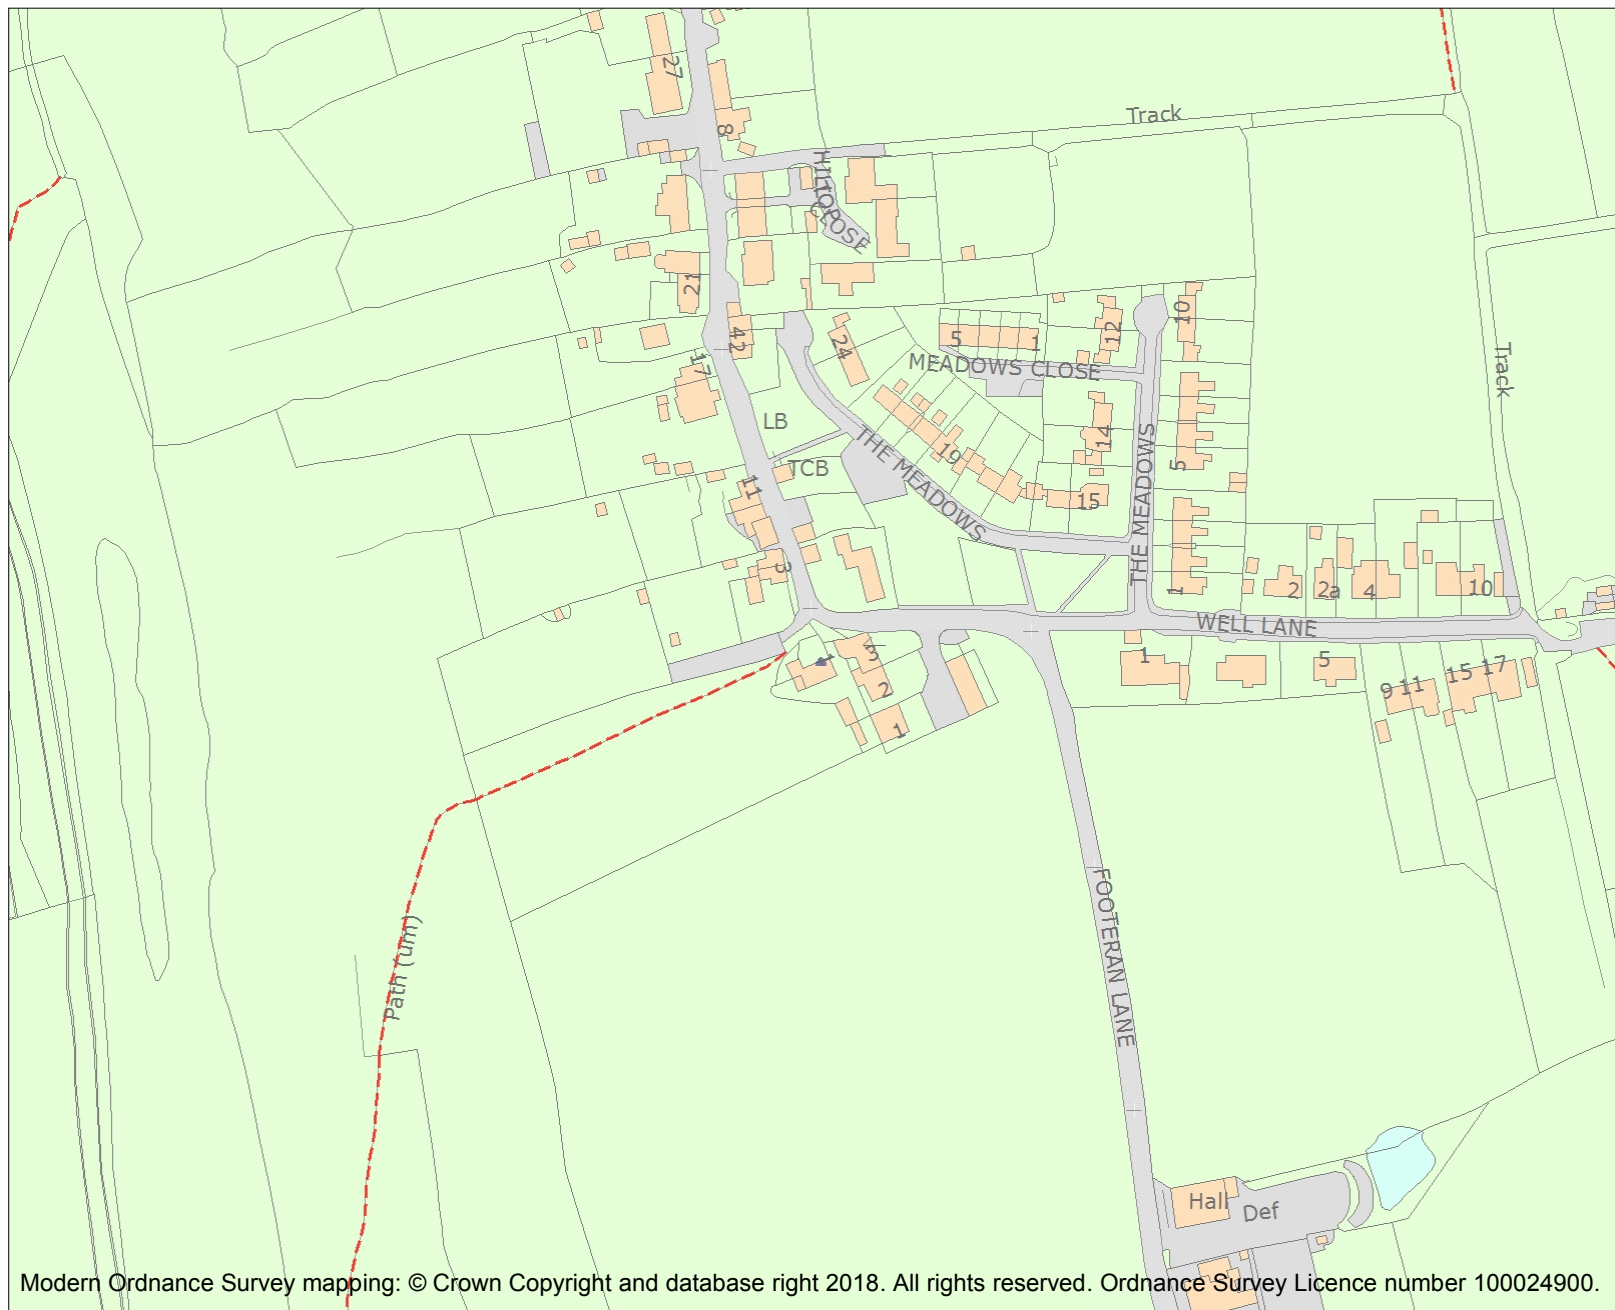 27
8
Track
HILTOP
CLOSE
21
42
17
24
5
1
12
10
MEADOWS CLOSE
Track
LB
TCB
THE MEADOWS
19
14
THE MEADOWS
5
15
11
3
1
2
2a
4
10
WELL LANE
1
3
2
1
1
5
9
11
15
17
FOOTERAN LANE
Path (um)
Hall
Def
Modern Ordnance Survey mapping: © Crown Copyright and database right 2018. All rights reserved. Ordnance Survey Licence number 100024900.